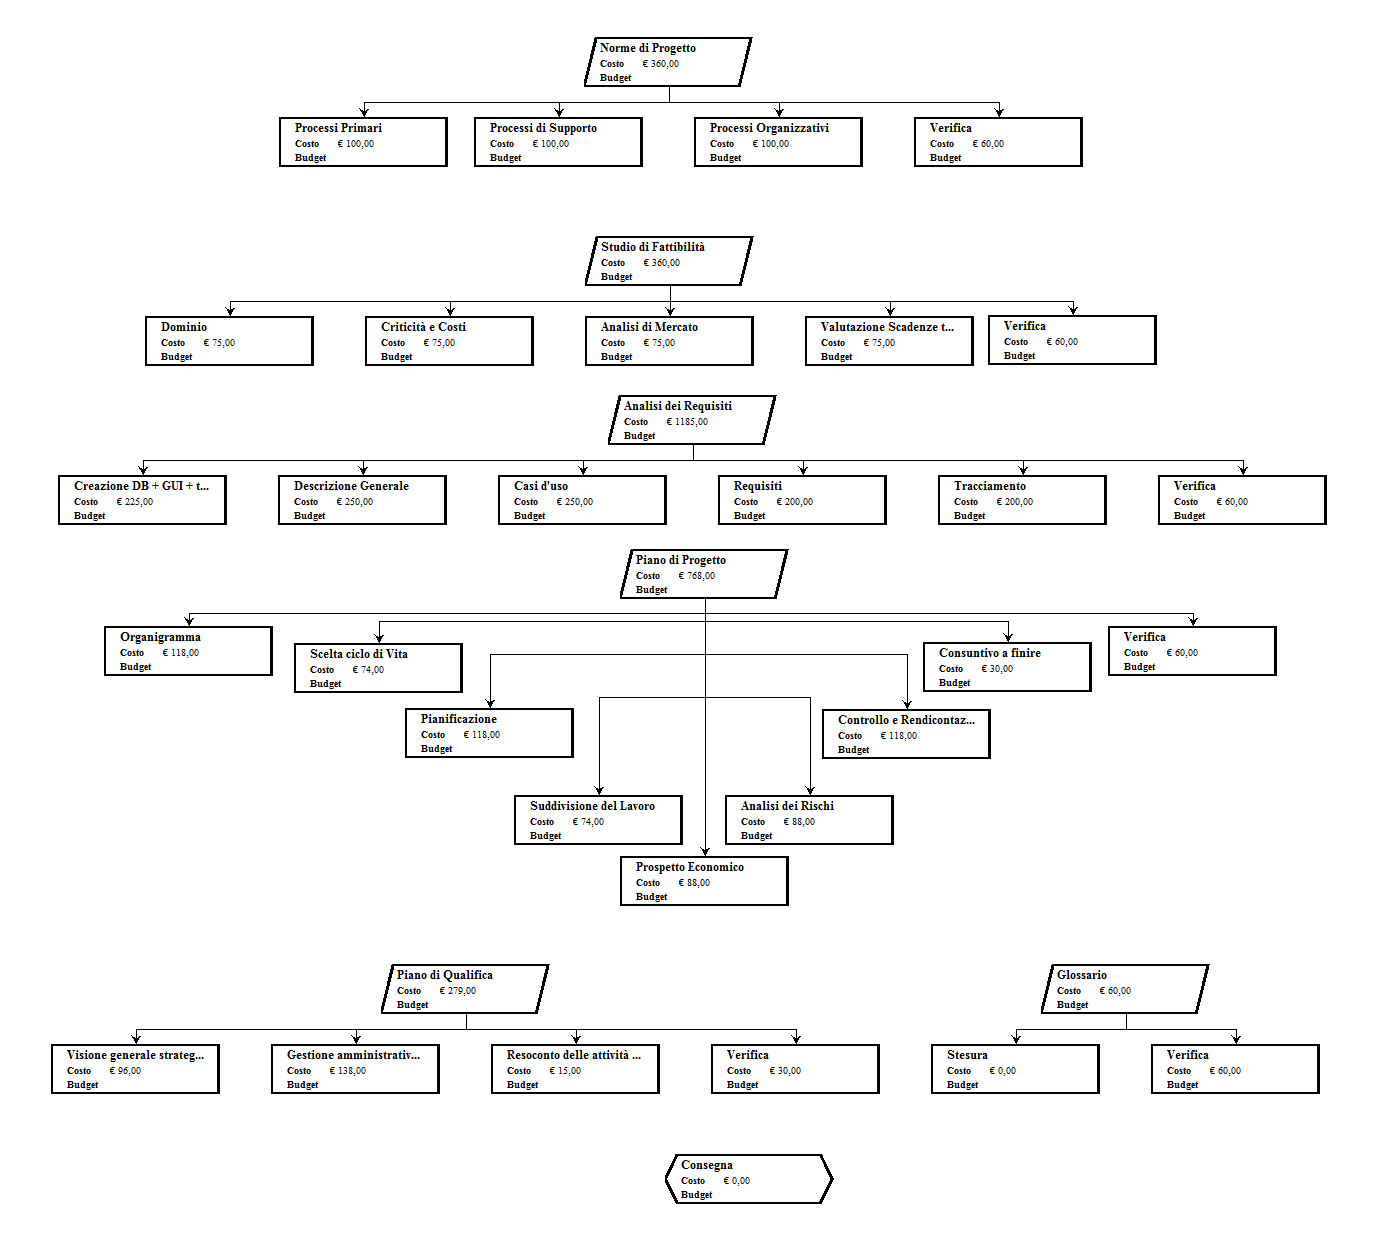 Norme di Progetto
Costo € 360,00
Budget
Processi Primari
Costo € 100,00
Budget
Processi di Supporto
Costo € 100,00
Budget
Processi Organizzativi
Costo € 100,00
Budget
Verifica
Costo € 60,00
Budget
Studio di Fattibilità
Costo € 360,00
Budget
Dominio
Costo € 75,00
Budget
Criticità e Costi
Costo € 75,00
Budget
Analisi di Mercato
Costo € 75,00
Budget
Valutazione Scadenze t...
Costo € 75,00
Budget
Verifica
Costo € 60,00
Budget
Analisi dei Requisiti
Costo € 1185,00
Budget
Creazione DB + GUI + t...
Costo € 225,00
Budget
Descrizione Generale
Costo € 250,00
Budget
Casi d'uso
Costo € 250,00
Budget
Requisiti
Costo € 200,00
Budget
Tracciamento
Costo € 200,00
Budget
Verifica
Costo € 60,00
Budget
Piano di Progetto
Costo € 768,00
Budget
Organigramma
Costo € 118,00
Budget
Scelta ciclo di Vita
Costo € 74,00
Budget
Consuntivo a finire
Costo € 30,00
Budget
Verifica
Costo € 60,00
Budget
Pianificazione
Costo € 118,00
Budget
Controllo e Rendicontaz...
Costo € 118,00
Budget
Suddivisione del Lavoro
Costo € 74,00
Budget
Analisi dei Rischi
Costo € 88,00
Budget
Prospetto Economico
Costo € 88,00
Budget
Piano di Qualifica
Costo € 279,00
Budget
Visione generale strateg...
Costo € 96,00
Budget
Gestione amministrativ...
Costo € 138,00
Budget
Resoconto delle attività ...
Costo € 15,00
Budget
Verifica
Costo € 30,00
Budget
Glossario
Costo € 60,00
Budget
Stesura
Costo € 0,00
Budget
Verifica
Costo € 60,00
Budget
Consegna
Costo € 0,00
Budget